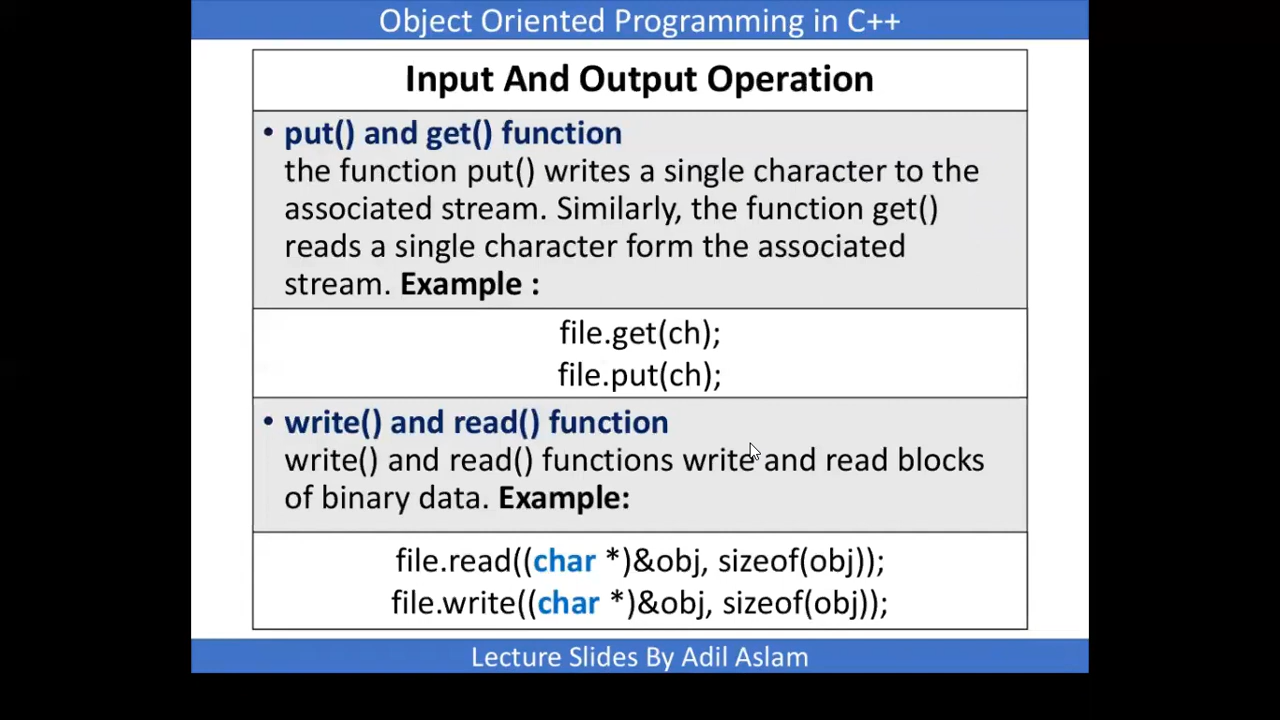 Object Oriented Programming in C++
Input And Output Operation
• put() and get() function
the function put() writes a single character to the
associated stream. Similarly, the function get()
reads a single character form the associated
stream. Example :
file.get(ch);
file.put(ch);
• write() and read() function
write() and read() functions write and read blocks
of binary data. Example:
file.read((char *)&obj, sizeof(obj));
file.write((char *)&obj, sizeof(obj));
Lecture Slides By Adil Aslam